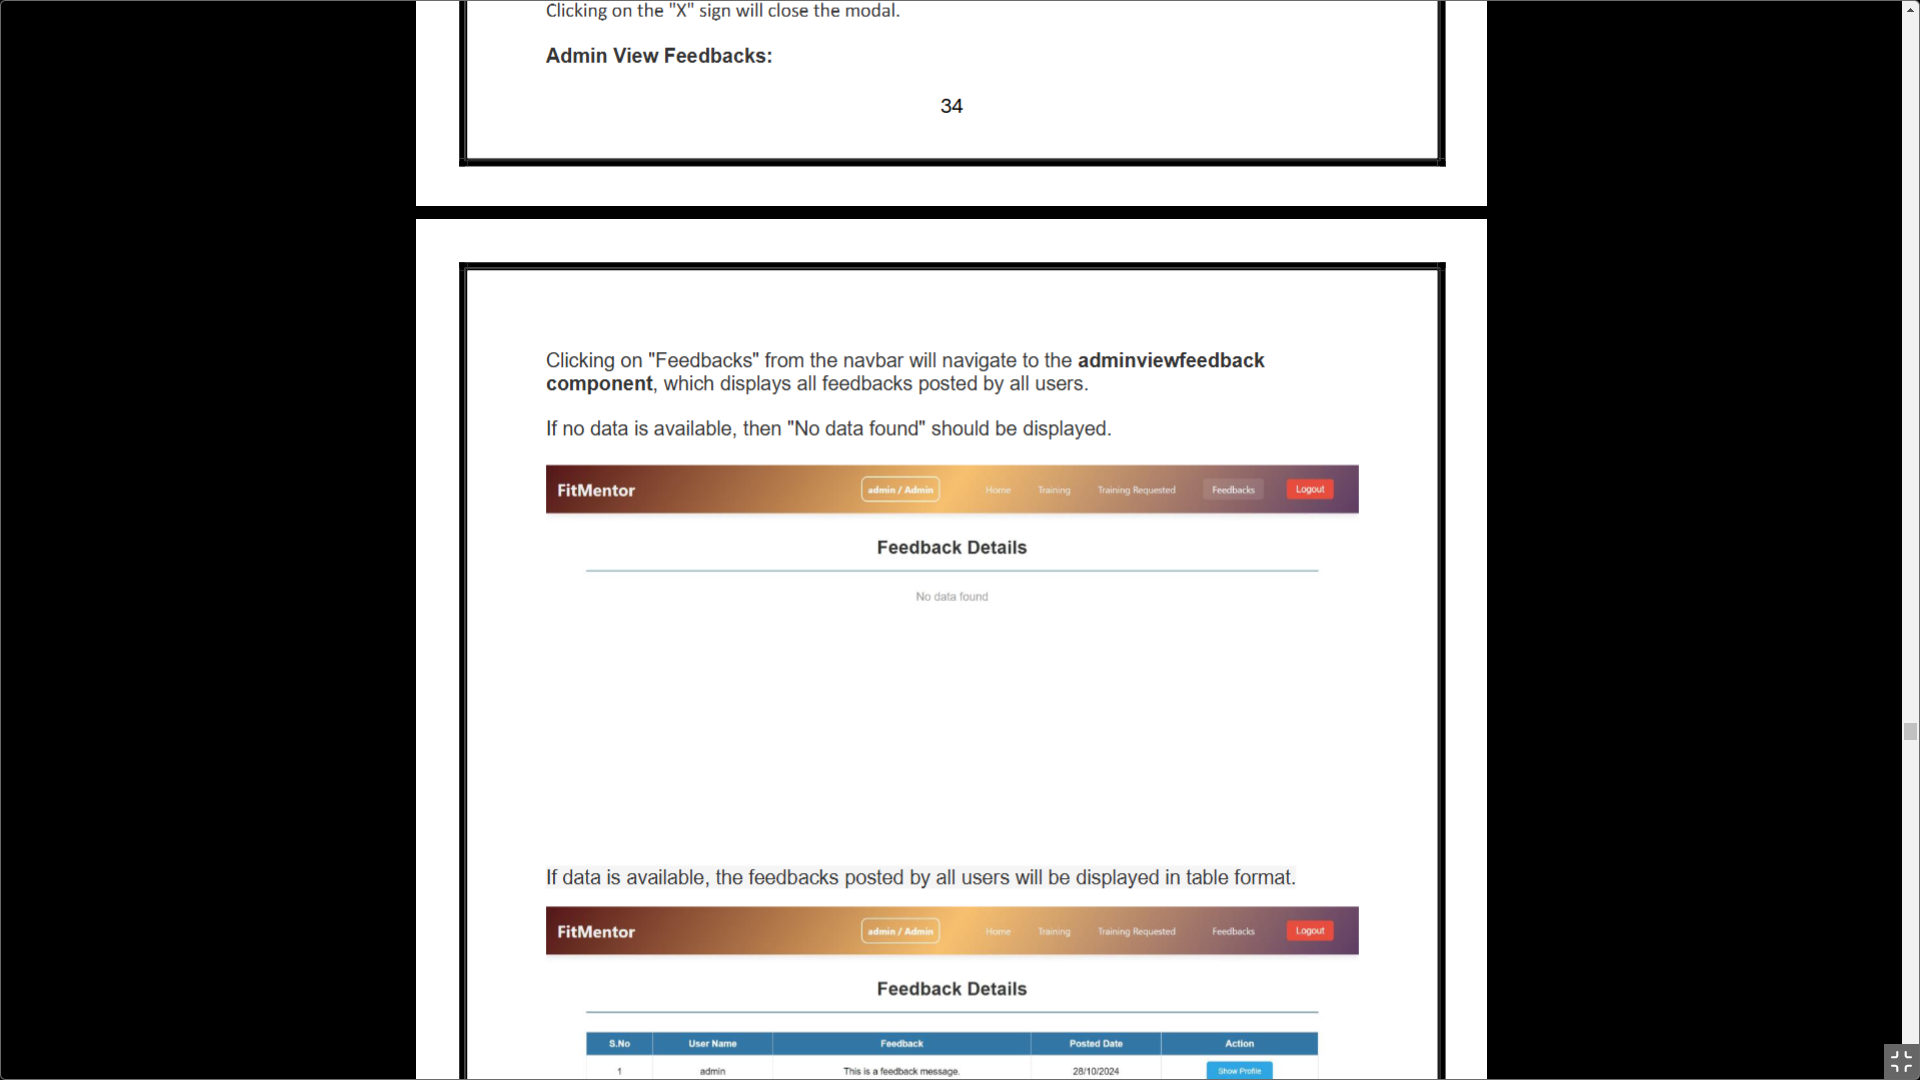 Clicking on the "X" sign will close the modal.
Admin View Feedbacks:
34
Clicking on "Feedbacks" from the navbar will navigate to the adminviewfeedback
component, which displays all feedbacks posted by all users.
If no data is available, then "No data found" should be displayed.
FitMentor admin / Admin Home Training Training Requested Feedbacks Logout
Feedback Details
No data found
If data is available, the feedbacks posted by all users will be displayed in table format.
FitMentor admin / Admin Home Training Training Requested Feedbacks Logout
Feedback Details
S.No User Name Feedback Posted Date Action
1 admin This is a feedback message. 28/10/2024 Show Profile